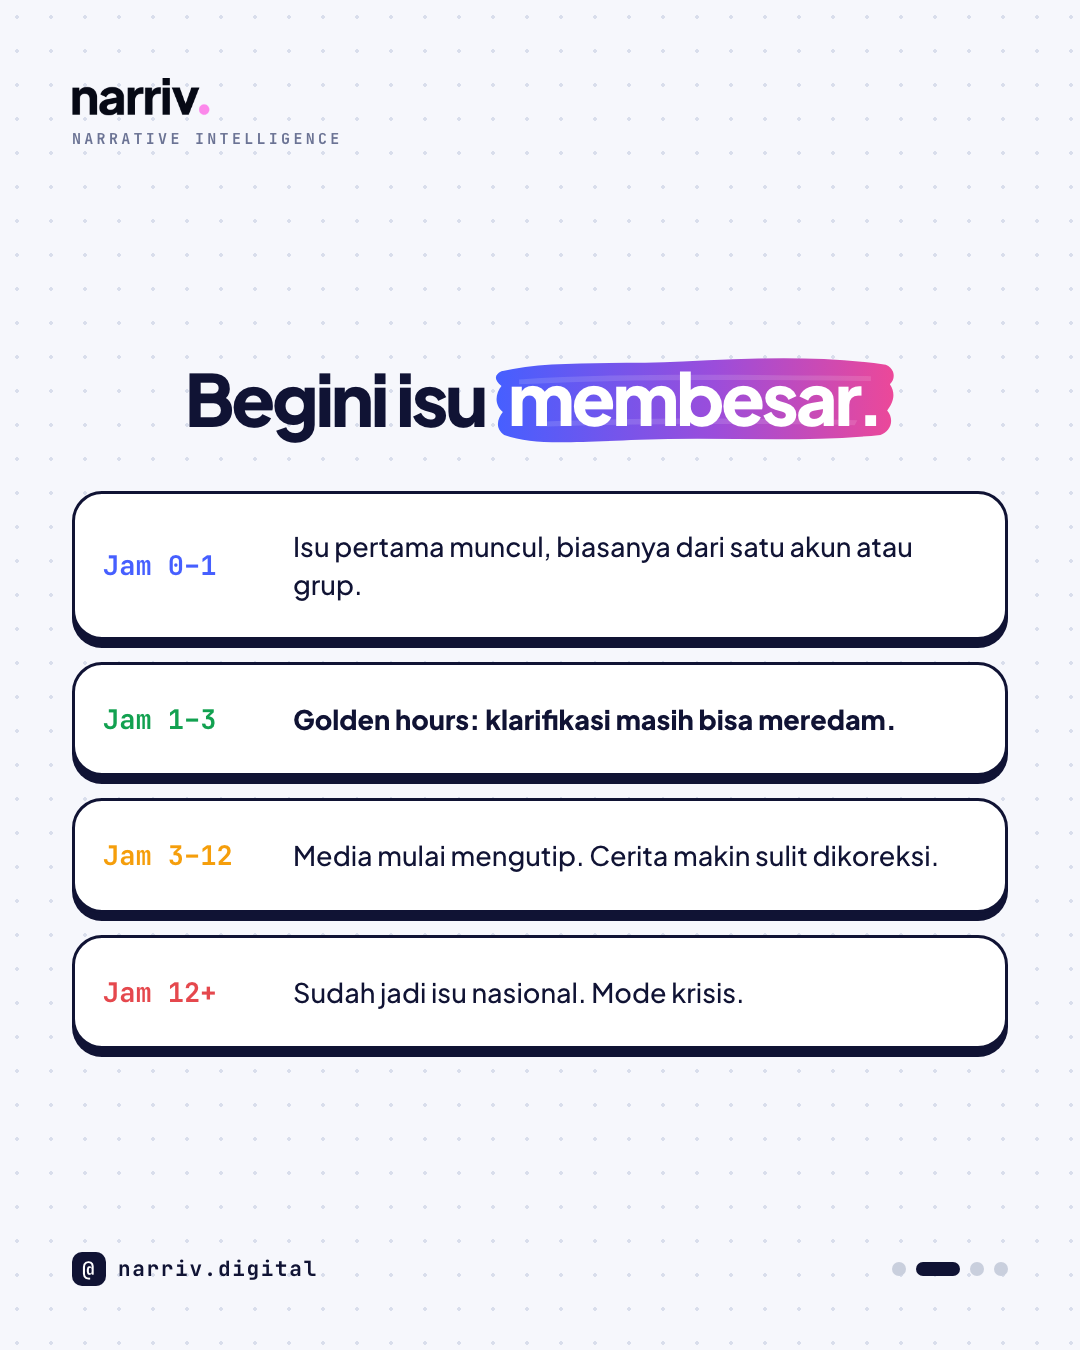 narriv.
NARRATIVE INTELLIGENCE
Begini isu membesar.
Jam 0–1
Isu pertama muncul, biasanya dari satu akun atau
grup.
Jam 1–3
Golden hours: klarifikasi masih bisa meredam.
Jam 3–12
Media mulai mengutip. Cerita makin sulit dikoreksi.
Jam 12+
Sudah jadi isu nasional. Mode krisis.
@ narriv.digital